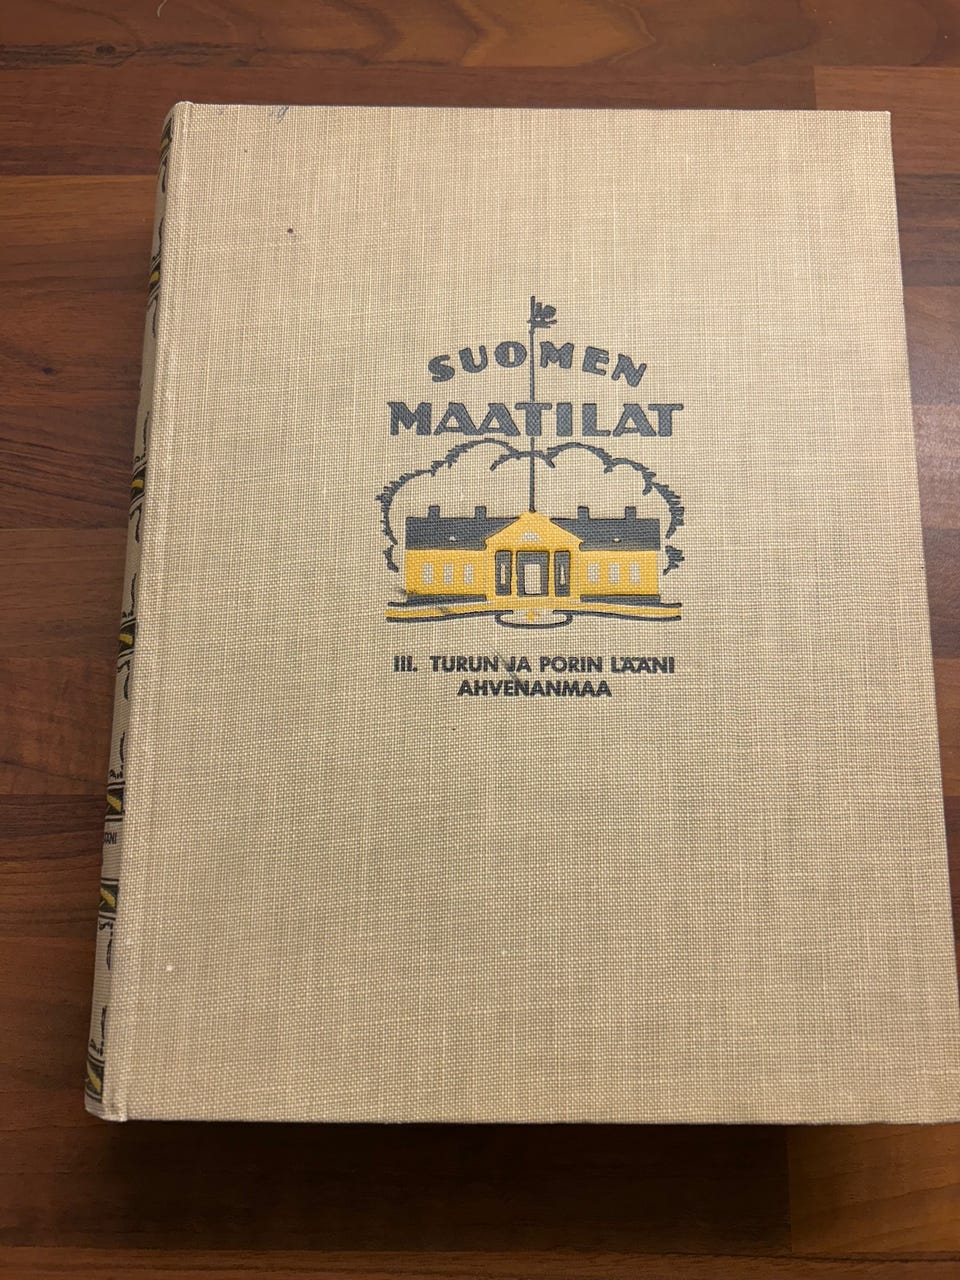 SUOMEN
MAATILAT
III. TURUN JA PORIN LÄÄNI
AHVENANMAA